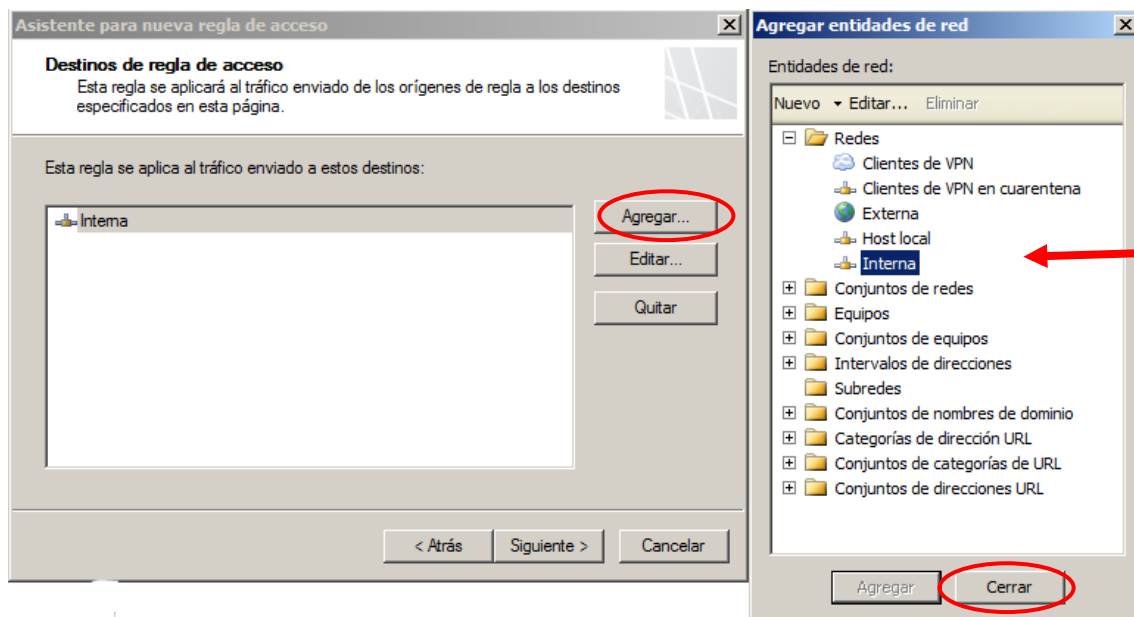 Asistente para nueva regla de acceso
Destinos de regla de acceso
Esta regla se aplicará al tráfico enviado de los orígenes de regla a los destinos
especificados en esta página.
Esta regla se aplica al tráfico enviado a estos destinos:
Interna
Agregar...
Editar...
Quitar
< Atrás
Siguiente >
Cancelar
Agregar entidades de red
Entidades de red:
Nuevo Editar... Eliminar
Redes
Clientes de VPN
Clientes de VPN en cuarentena
Externa
Host local
Interna
Conjuntos de redes
Equipos
Conjuntos de equipos
Intervalos de direcciones
Subredes
Conjuntos de nombres de dominio
Categorías de dirección URL
Conjuntos de categorías de URL
Conjuntos de direcciones URL
Agregar
Cerrar